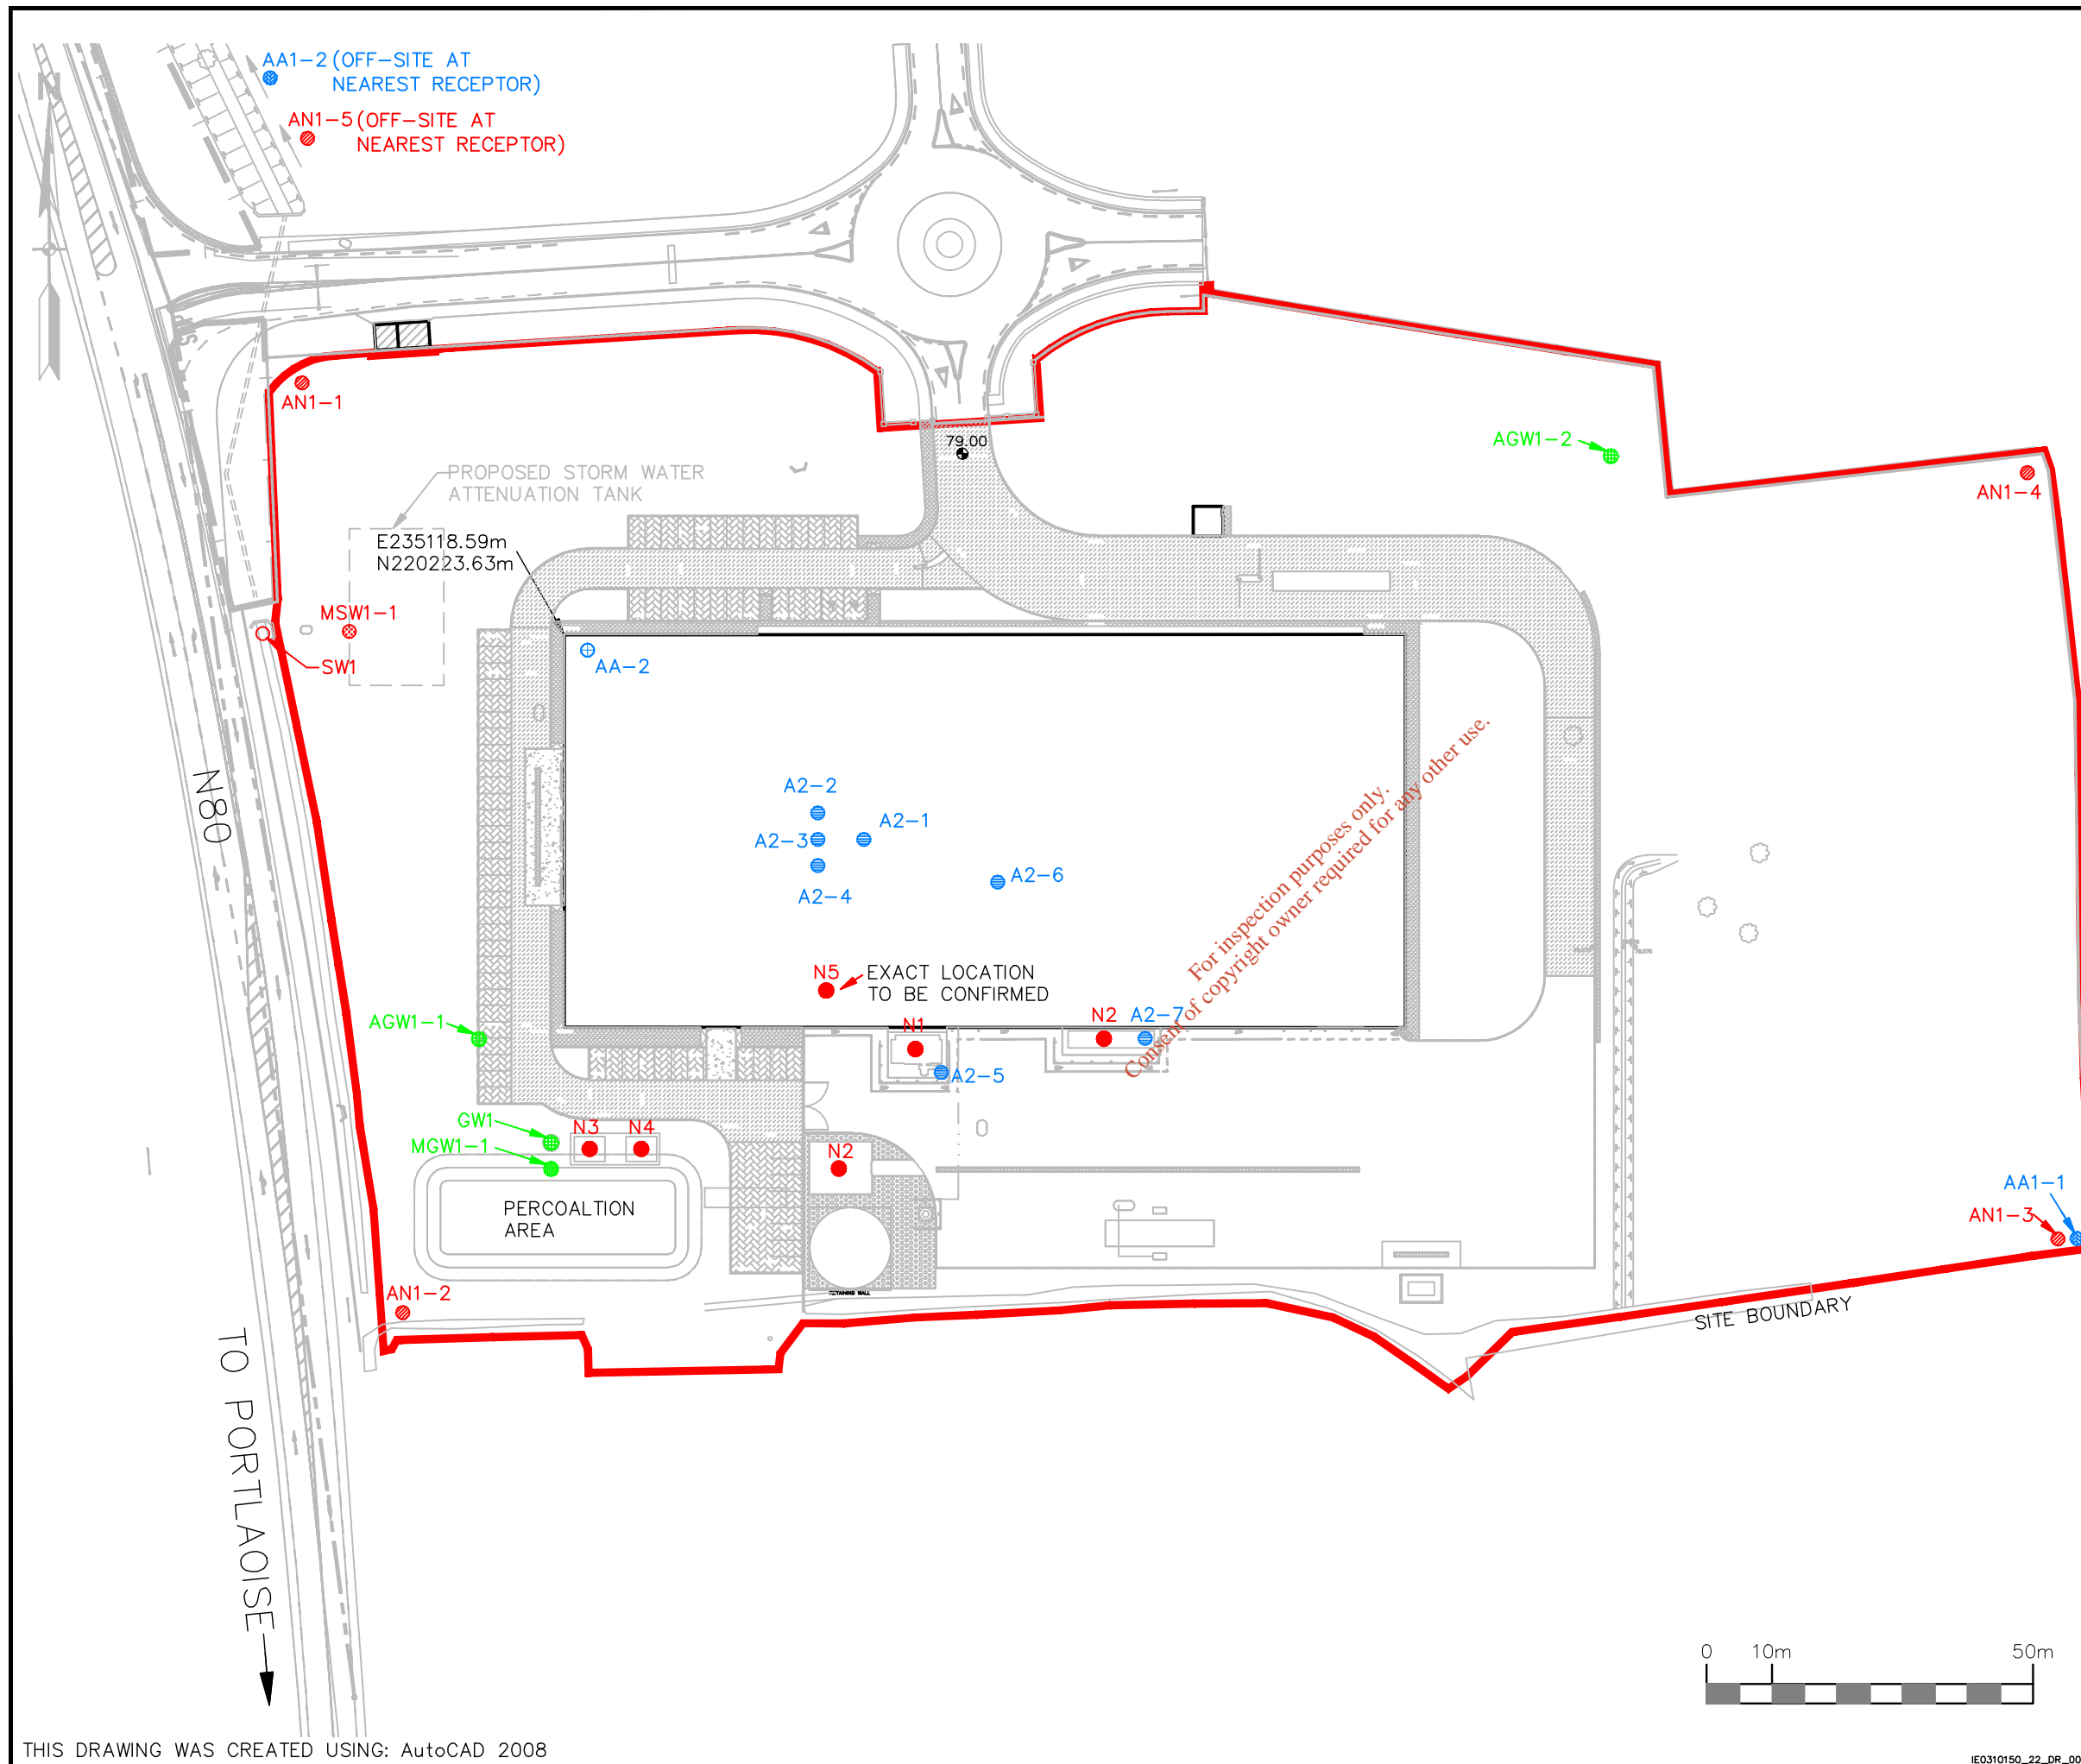 AA1-2 (OFF-SITE AT
NEAREST RECEPTOR)
AN1-5 (OFF-SITE AT
NEAREST RECEPTOR)
N
AN1-1
79.00
AGW1-2
AN1-4
PROPOSED STORM WATER
ATTENUATION TANK
E235118.59m
N220223.63m
MSW1-1
SW1
AA-2
N80
A2-2
A2-1
A2-3
A2-4
A2-6
For inspection purposes only.
Consent of copyright owner required for any other use.
N5
EXACT LOCATION
TO BE CONFIRMED
AGW1-1
N1
N2
A2-7
A2-5
GW1
MGW1-1
N3
N4
N2
PERCOALTION
AREA
AA1-1
AN1-3
AN1-2
RETAINING WALL
SITE BOUNDARY
TO PORTLAOISE
0 10m 50m
THIS DRAWING WAS CREATED USING: AutoCAD 2008
IE0310150_22_DR_00